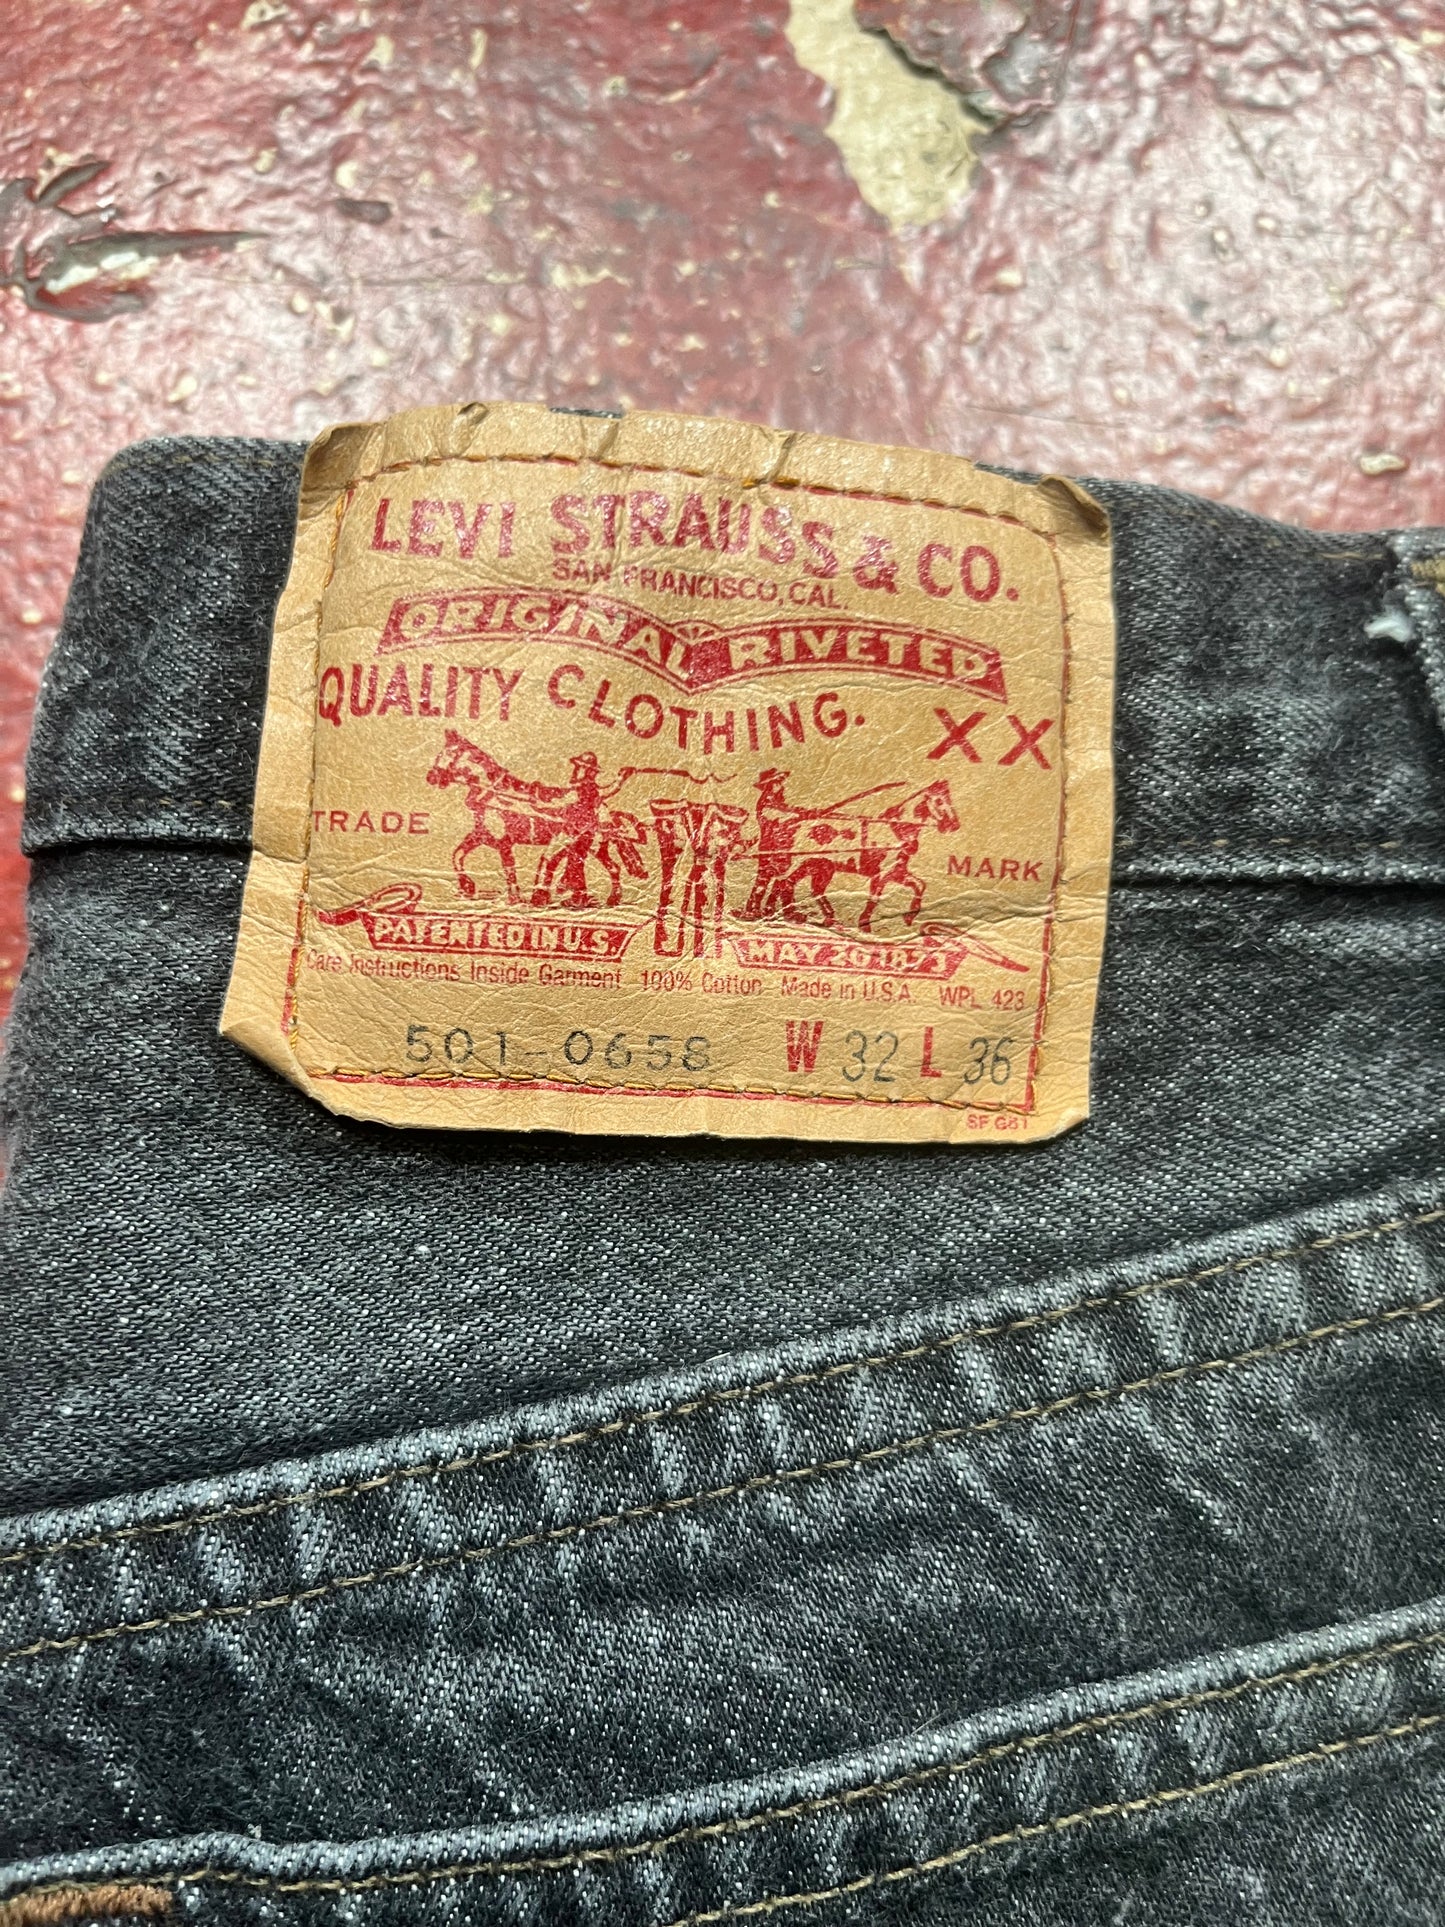 LEVI STRAUSS & CO.
SAN FRANCISCO, CAL.
ORIGINAL RIVETED
QUALITY CLOTHING.
XX
TRADE MARK
PATENTED IN U.S. MAY 20 1873
Care Instructions Inside Garment 100% Cotton Made in U.S.A. WPL 423
501-0658 W 32 L 36
SF G61